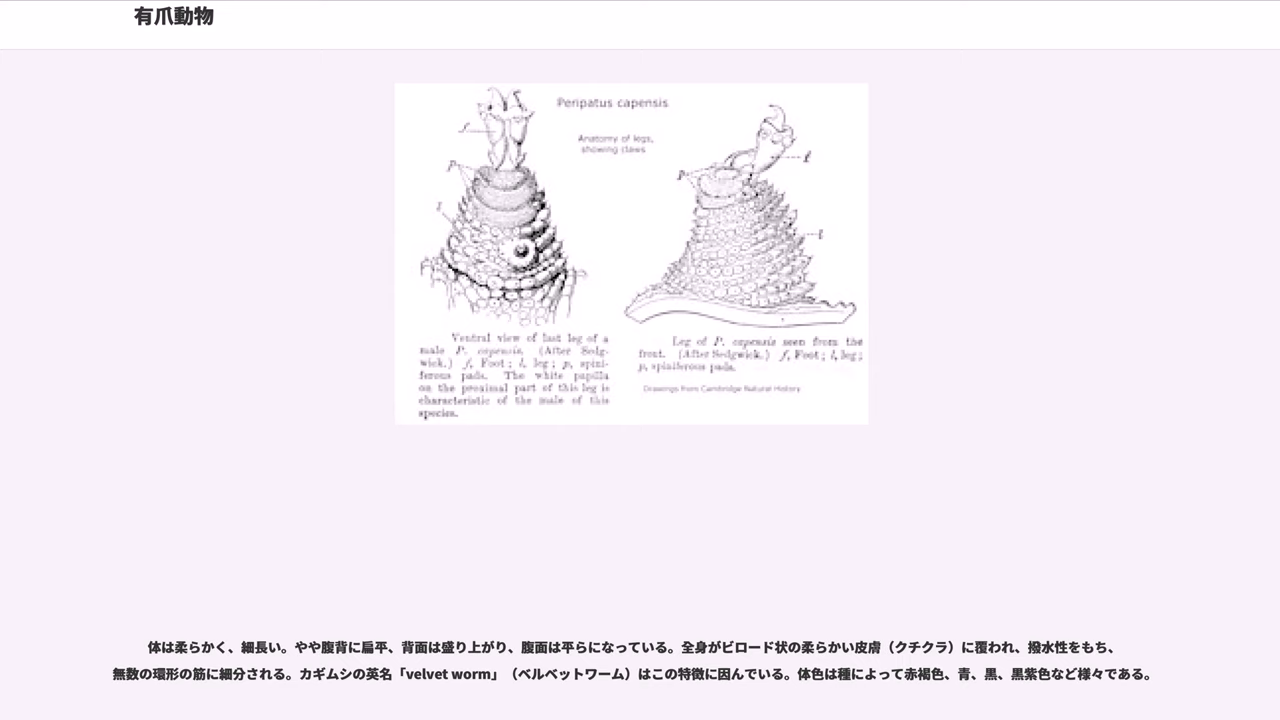 有爪動物
Peripatus capensis
Anatomy of legs,
showing claws
f
p
l
p
f
l
Ventral view of last leg of a
male P. capensis. (After Sedg-
wick.) f, Foot; l, leg; p, spini-
ferous pads. The white papilla
on the proximal part of this leg is
characteristic of the male of this
species.
Leg of P. capensis seen from the
front. (After Sedgwick.) f, Foot; l, leg;
p, spiniferous pads.
Drawings from Cambridge Natural History
体は柔らかく、細長い。やや腹背に扁平、背面は盛り上がり、腹面は平らになっている。全身がビロード状の柔らかい皮膚（クチクラ）に覆われ、撥水性をもち、
無数の環形の筋に細分される。カギムシの英名「velvet worm」（ベルベットワーム）はこの特徴に因んでいる。体色は種によって赤褐色、青、黒、黒紫色など様々である。